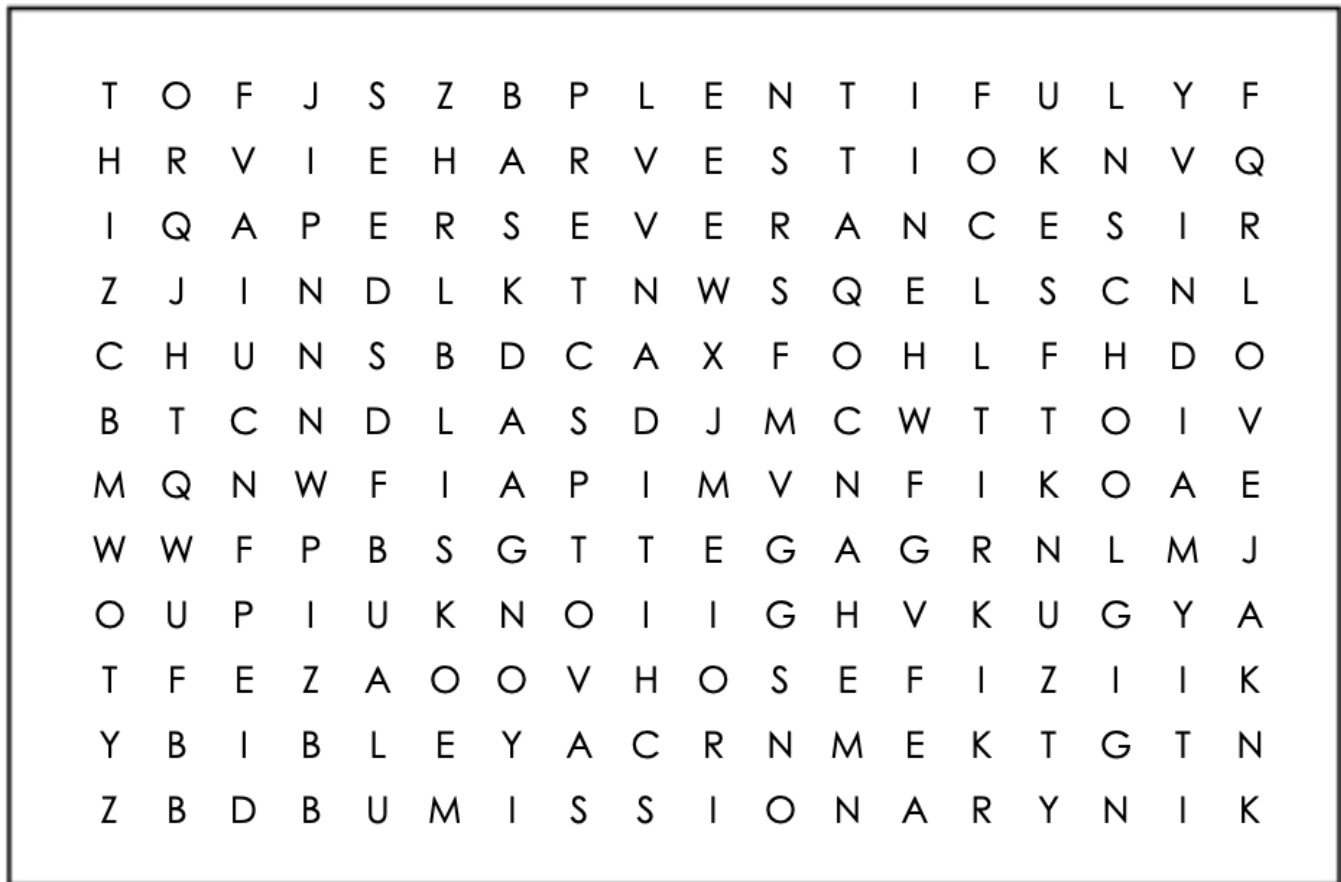 T O F J S Z B P L E N T I F U L Y F
H R V I E H A R V E S T I O K N V Q
I Q A P E R S E V E R A N C E S I R
Z J I N D L K T N W S Q E L S C N L
C H U N S B D C A X F O H L F H D O
B T C N D L A S D J M C W T T O I V
M Q N W F I A P I M V N F I K O A E
W W F P B S G T T E G A G R N L M J
O U P I U K N O I I G H V K U G Y A
T F E Z A O O V H O S E F I Z I I K
Y B I B L E Y A C R N M E K T G T N
Z B D B U M I S S I O N A R Y N I K